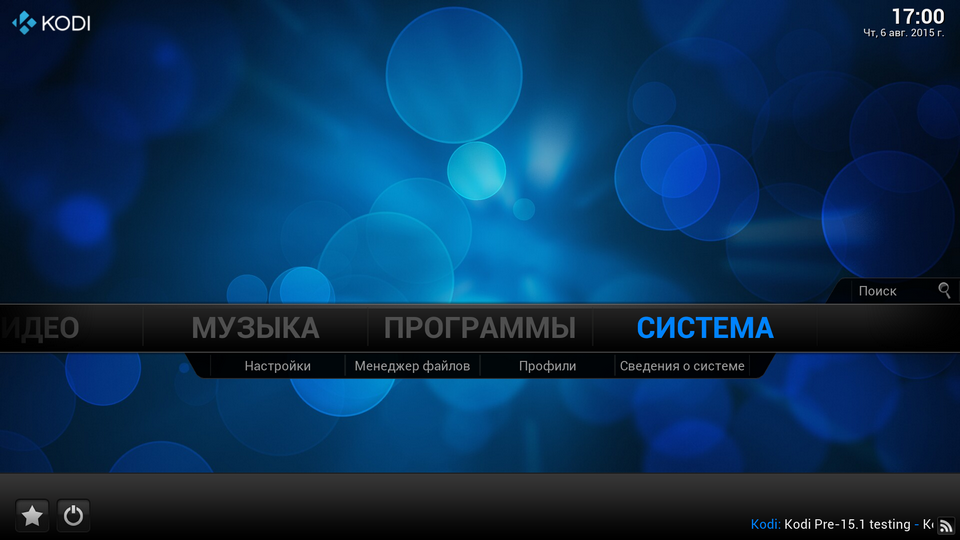 KODI
17:00
Чт, 6 авг. 2015 г.
Поиск
ИДЕО МУЗЫКА ПРОГРАММЫ СИСТЕМА
Настройки Менеджер файлов Профили Сведения о системе
Kodi: Kodi Pre-15.1 testing -